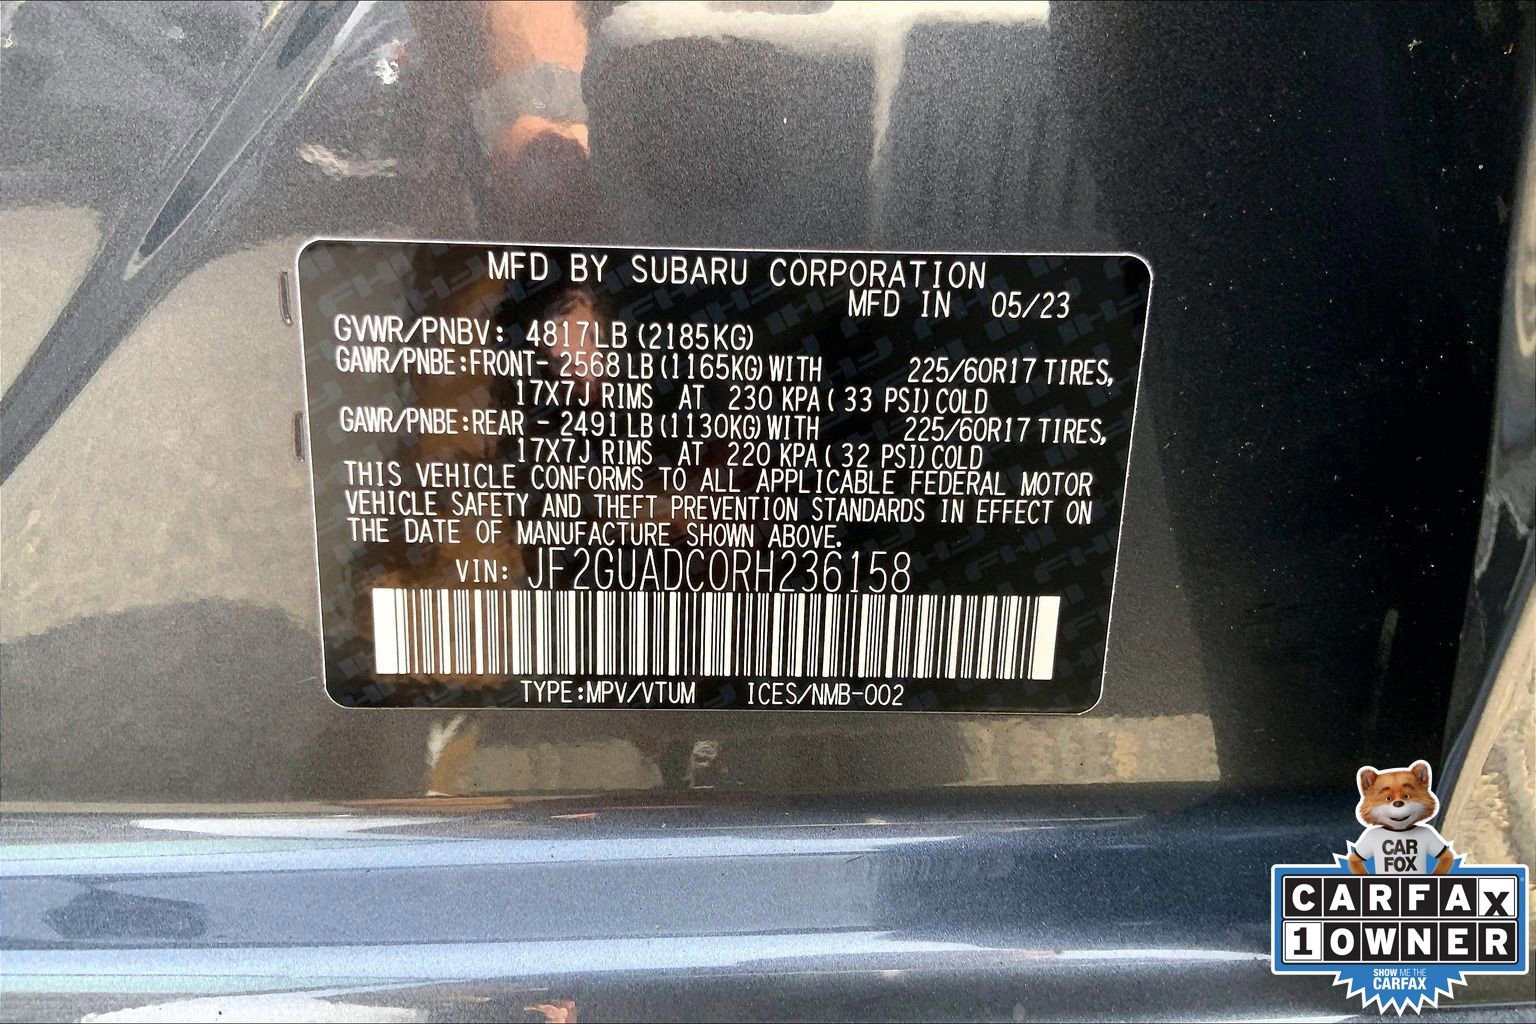 MFD BY SUBARU CORPORATION
MFD IN 05/23
GVWR/PNBV: 4817LB (2185KG)
GAWR/PNBE:FRONT- 2568 LB (1165KG) WITH 225/60R17 TIRES,
17X7J RIMS AT 230 KPA ( 33 PSI) COLD
GAWR/PNBE:REAR - 2491 LB (1130KG) WITH 225/60R17 TIRES,
17X7J RIMS AT 220 KPA ( 32 PSI) COLD
THIS VEHICLE CONFORMS TO ALL APPLICABLE FEDERAL MOTOR
VEHICLE SAFETY AND THEFT PREVENTION STANDARDS IN EFFECT ON
THE DATE OF MANUFACTURE SHOWN ABOVE.
VIN: JF2GUADC0RH236158
TYPE:MPV/VTUM ICES/NMB-002
CAR
FOX
CARFAX
1 OWNER
SHOW ME THE
CARFAX